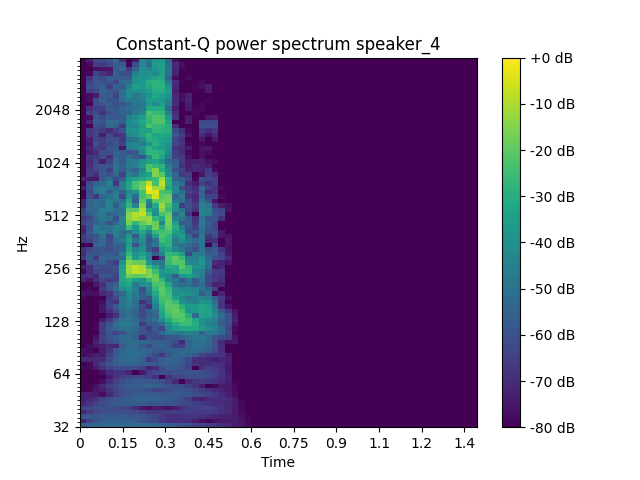 Constant-Q power spectrum speaker_4
+0 dB
-10 dB
-20 dB
-30 dB
-40 dB
-50 dB
-60 dB
-70 dB
-80 dB
2048
1024
512
256
128
64
32
Hz
0 0.15 0.3 0.45 0.6 0.75 0.9 1.1 1.2 1.4
Time